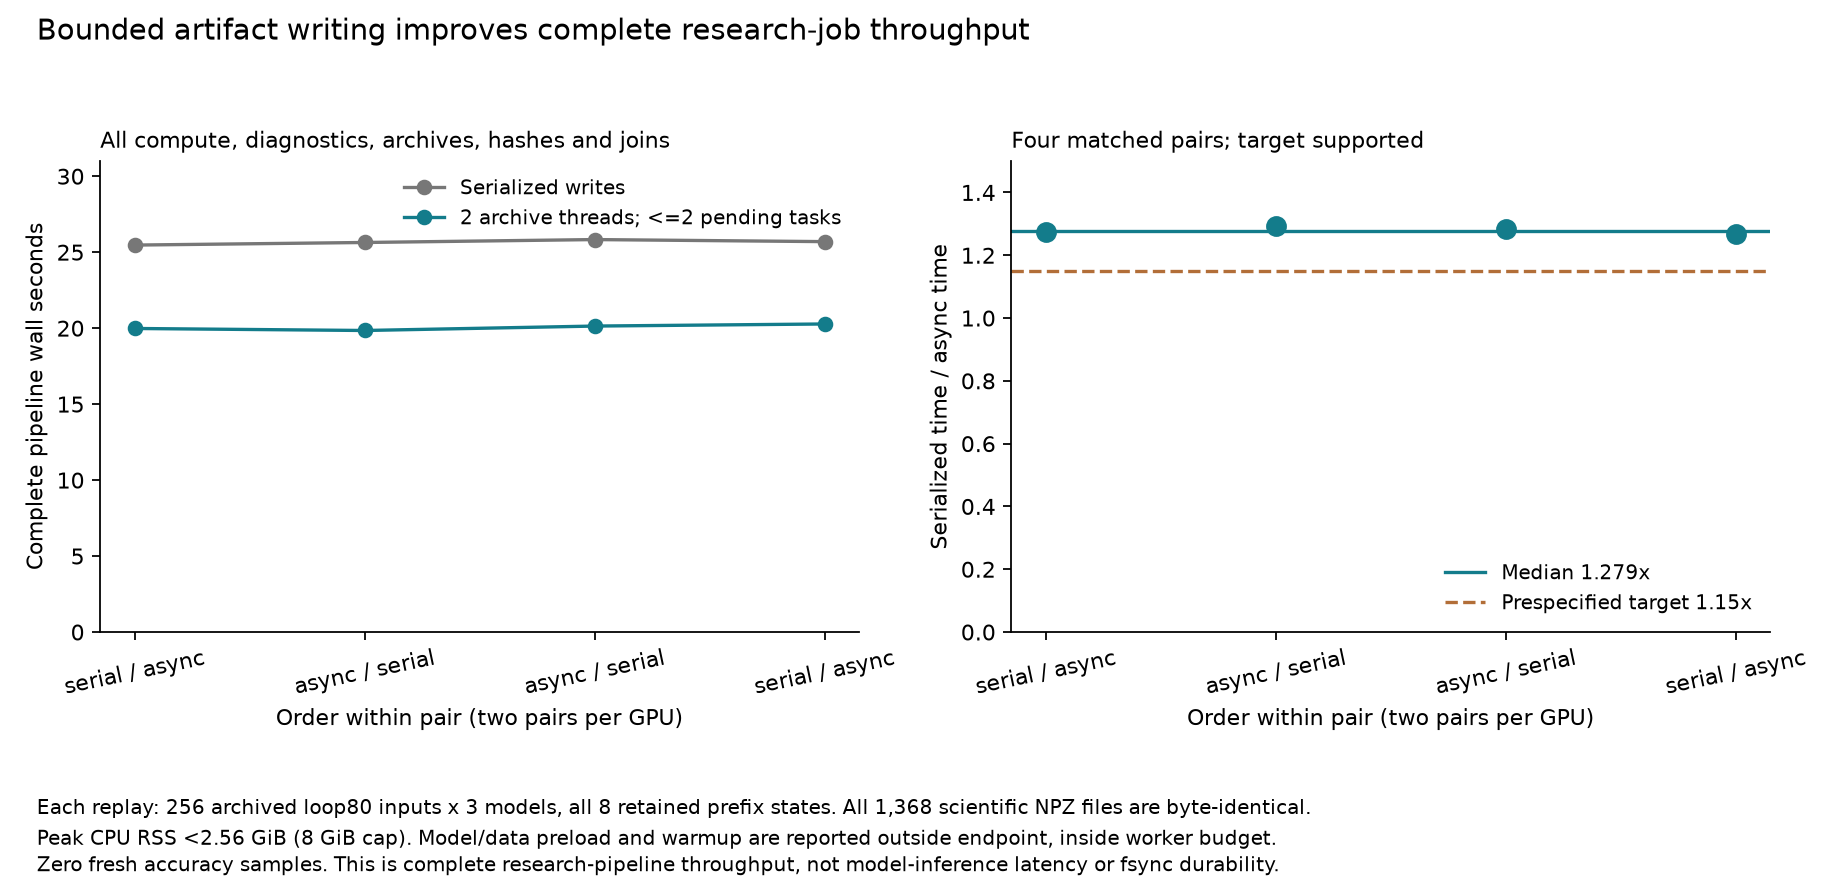 Bounded artifact writing improves complete research-job throughput
All compute, diagnostics, archives, hashes and joins
Complete pipeline wall seconds
30
25
20
15
10
5
0
Serialized writes
2 archive threads; <=2 pending tasks
serial / async
async / serial
async / serial
serial / async
Order within pair (two pairs per GPU)
Four matched pairs; target supported
Serialized time / async time
1.4
1.2
1.0
0.8
0.6
0.4
0.2
0.0
Median 1.279x
Prespecified target 1.15x
serial / async
async / serial
async / serial
serial / async
Order within pair (two pairs per GPU)
Each replay: 256 archived loop80 inputs x 3 models, all 8 retained prefix states. All 1,368 scientific NPZ files are byte-identical.
Peak CPU RSS <2.56 GiB (8 GiB cap). Model/data preload and warmup are reported outside endpoint, inside worker budget.
Zero fresh accuracy samples. This is complete research-pipeline throughput, not model-inference latency or fsync durability.